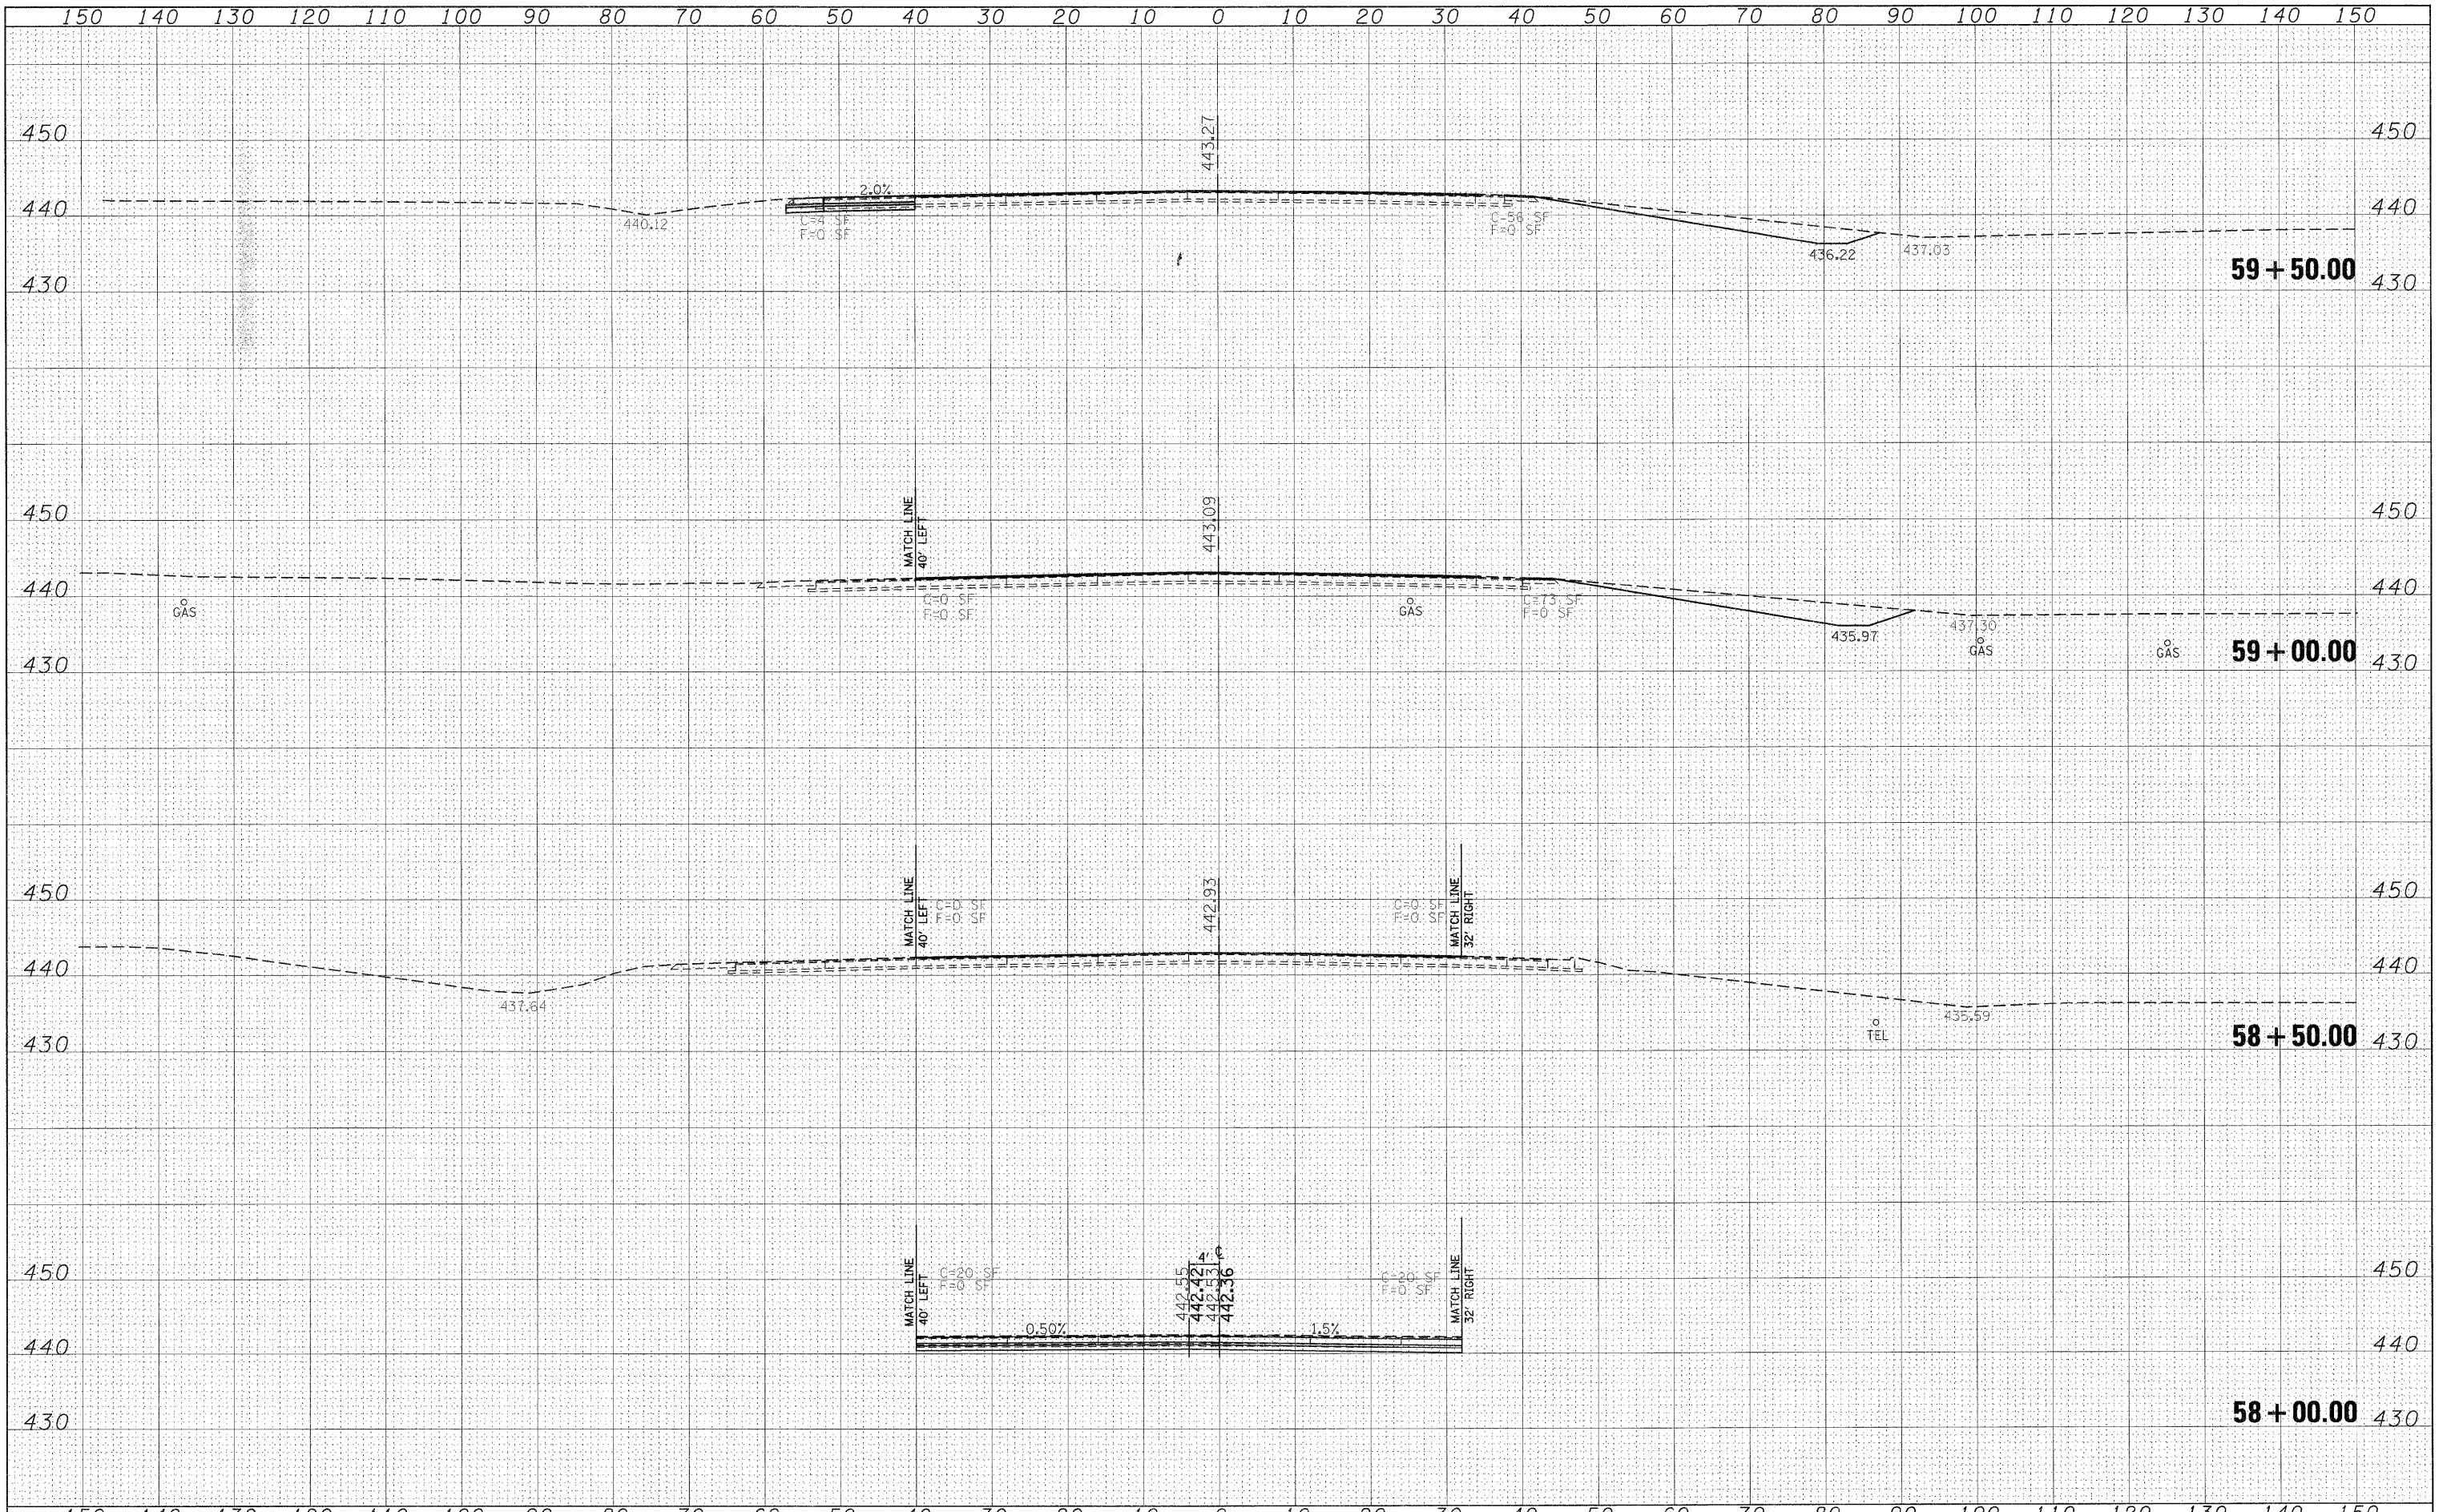 150 140 130 120 110 100 90 80 70 60 50 40 30 20 10 0 10 20 30 40 50 60 70 80 90 100 110 120 130 140 150
443.27
450 450
2.0%
440 440.12 C=4 SF C=56 SF 440
F=0 SF F=0 SF
436.22 437.03
430 59+50.00 430
MATCH LINE
40' LEFT
443.09
450 450
440 C=0 SF C=73 SF 440
GAS F=0 SF GAS F=0 SF
435.97 437.30
GAS GAS
430 59+00.00 430
MATCH LINE
40' LEFT
442.93
MATCH LINE
32' RIGHT
450 C=0 SF C=0 SF 450
F=0 SF F=0 SF
440 440
437.64 435.59
TEL
430 58+50.00 430
MATCH LINE
40' LEFT
4' ℄
442.55
442.42
442.53
442.36
MATCH LINE
32' RIGHT
450 C=20 SF C=20 SF 450
F=0 SF F=0 SF
0.50% 1.5%
440 440
430 58+00.00 430